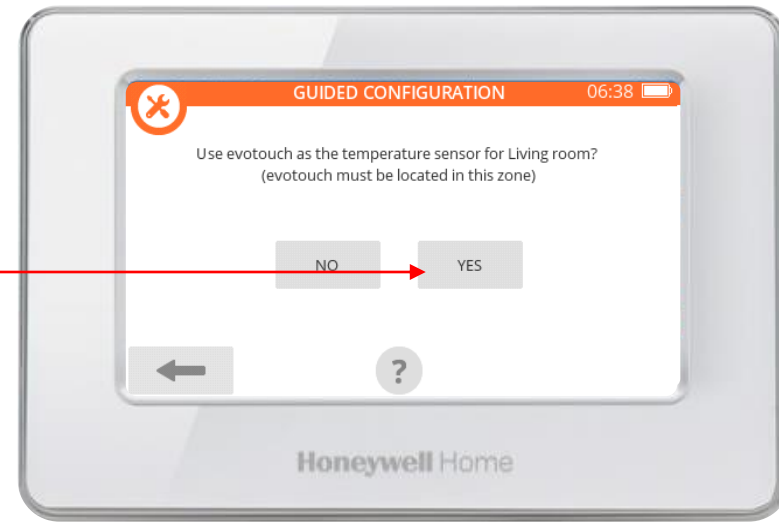 GUIDED CONFIGURATION 06:38
Use evotouch as the temperature sensor for Living room?
(evotouch must be located in this zone)
NO YES
?
Honeywell Home